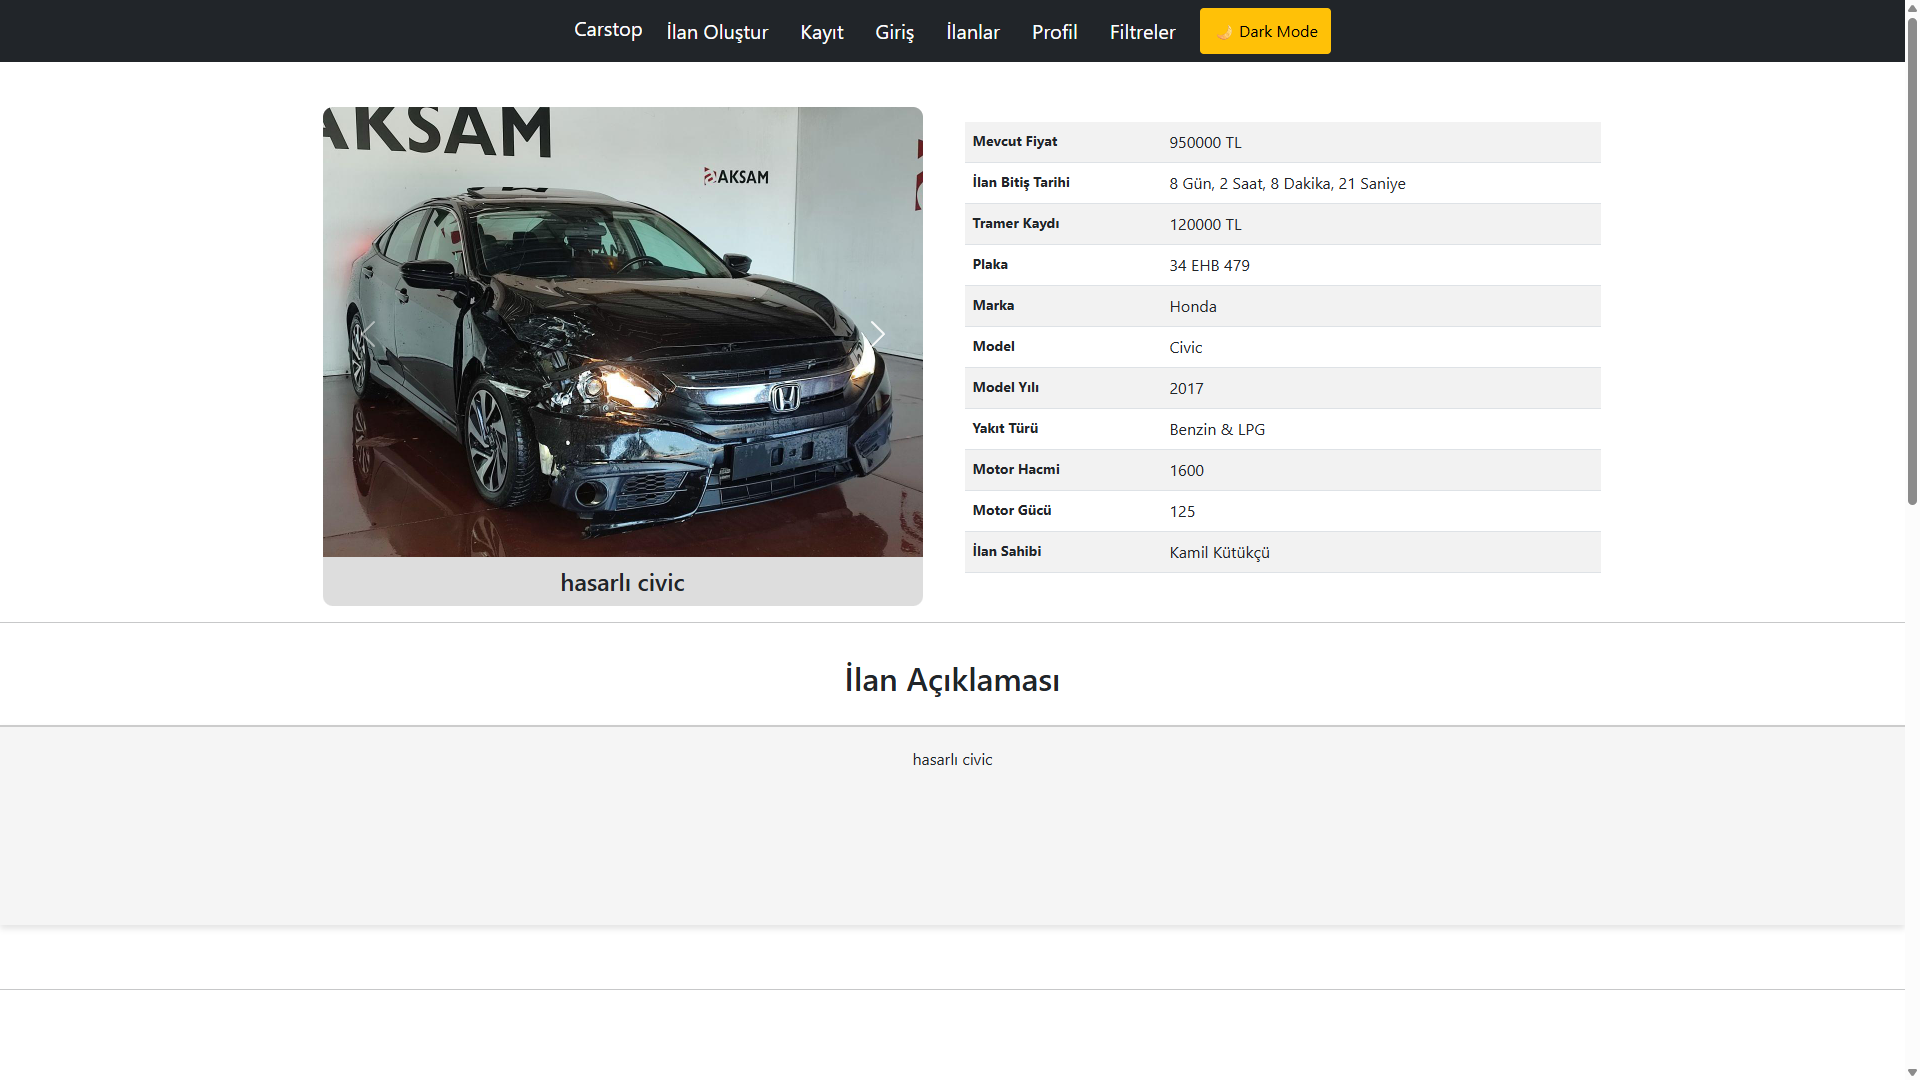 Carstop
İlan Oluştur
Kayıt
Giriş
İlanlar
Profil
Filtreler
🌙 Dark Mode
AKSAM
AKSAM
hasarlı civic
Mevcut Fiyat 950000 TL
İlan Bitiş Tarihi 8 Gün, 2 Saat, 8 Dakika, 21 Saniye
Tramer Kaydı 120000 TL
Plaka 34 EHB 479
Marka Honda
Model Civic
Model Yılı 2017
Yakıt Türü Benzin & LPG
Motor Hacmi 1600
Motor Gücü 125
İlan Sahibi Kamil Kütükçü
İlan Açıklaması
hasarlı civic